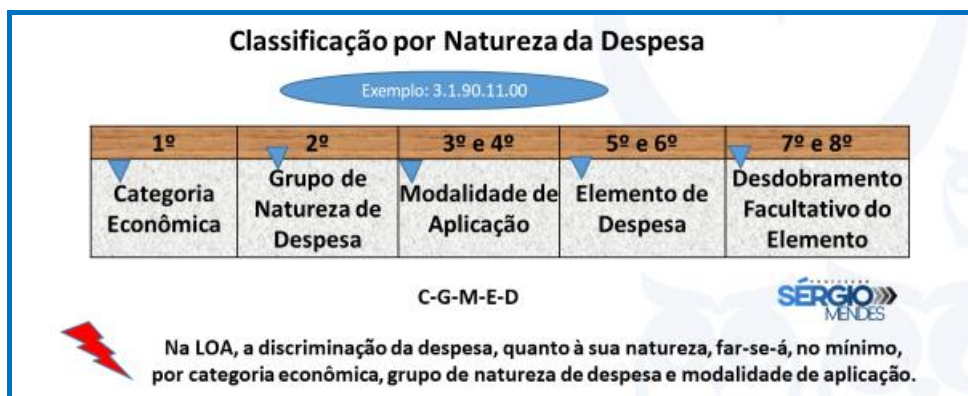 Classificação por Natureza da Despesa
Exemplo: 3.1.90.11.00
1º 2º 3º e 4º 5º e 6º 7º e 8º
Categoria Econômica
Grupo de Natureza de Despesa
Modalidade de Aplicação
Elemento de Despesa
Desdobramento Facultativo do Elemento
C-G-M-E-D
PROFESSOR
SÉRGIO
MENDES
Na LOA, a discriminação da despesa, quanto à sua natureza, far-se-á, no mínimo,
por categoria econômica, grupo de natureza de despesa e modalidade de aplicação.